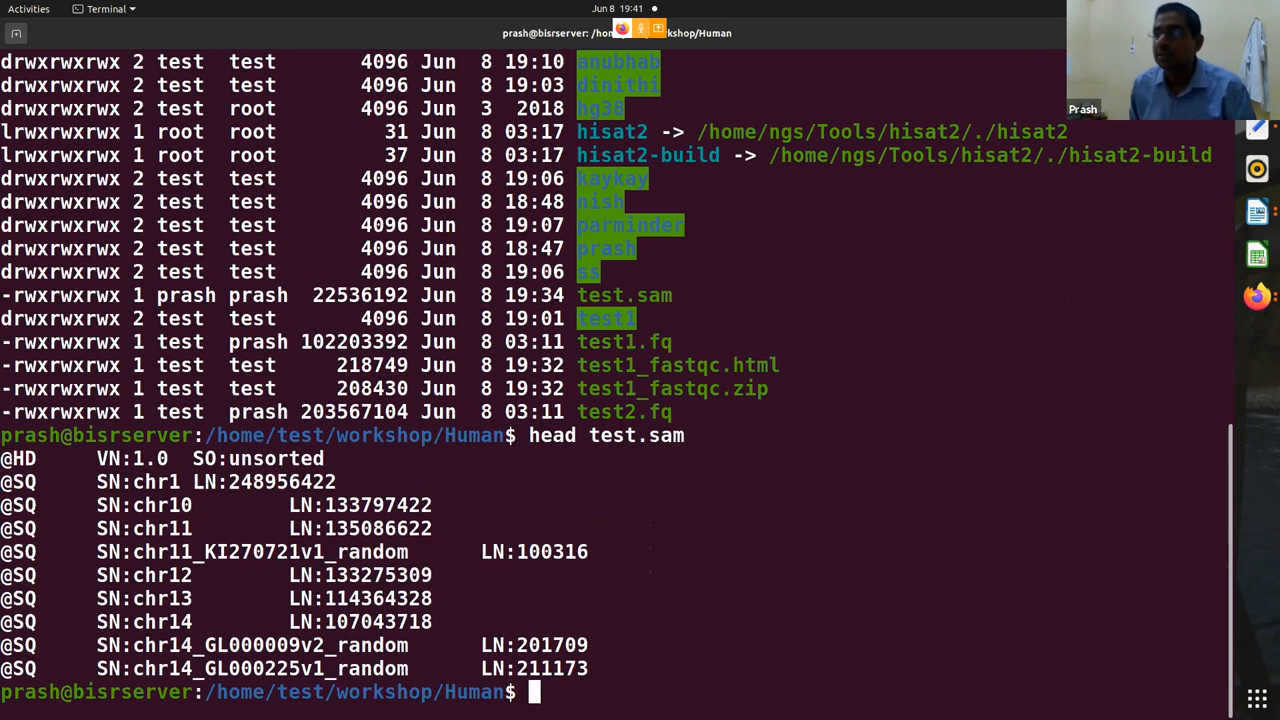 Activities Terminal Jun 8 19:41
prash@bisrserver: /hom kshop/Human
Prash
drwxrwxrwx 2 test test 4096 Jun 8 19:10 anubhab
drwxrwxrwx 2 test test 4096 Jun 8 19:03 dinithi
drwxrwxrwx 2 test root 4096 Jun 3 2018 hg38
lrwxrwxrwx 1 root root 31 Jun 8 03:17 hisat2 -> /home/ngs/Tools/hisat2/./hisat2
lrwxrwxrwx 1 root root 37 Jun 8 03:17 hisat2-build -> /home/ngs/Tools/hisat2/./hisat2-build
drwxrwxrwx 2 test test 4096 Jun 8 19:06 kaykay
drwxrwxrwx 2 test test 4096 Jun 8 18:48 nish
drwxrwxrwx 2 test test 4096 Jun 8 19:07 parminder
drwxrwxrwx 2 test test 4096 Jun 8 18:47 prash
drwxrwxrwx 2 test test 4096 Jun 8 19:06 ss
-rwxrwxrwx 1 prash prash 22536192 Jun 8 19:34 test.sam
drwxrwxrwx 2 test test 4096 Jun 8 19:01 test1
-rwxrwxrwx 1 test prash 102203392 Jun 8 03:11 test1.fq
-rwxrwxrwx 1 test test 218749 Jun 8 19:32 test1_fastqc.html
-rwxrwxrwx 1 test test 208430 Jun 8 19:32 test1_fastqc.zip
-rwxrwxrwx 1 test prash 203567104 Jun 8 03:11 test2.fq
prash@bisrserver:/home/test/workshop/Human$ head test.sam
@HD VN:1.0 SO:unsorted
@SQ SN:chr1 LN:248956422
@SQ SN:chr10 LN:133797422
@SQ SN:chr11 LN:135086622
@SQ SN:chr11_KI270721v1_random LN:100316
@SQ SN:chr12 LN:133275309
@SQ SN:chr13 LN:114364328
@SQ SN:chr14 LN:107043718
@SQ SN:chr14_GL000009v2_random LN:201709
@SQ SN:chr14_GL000225v1_random LN:211173
prash@bisrserver:/home/test/workshop/Human$